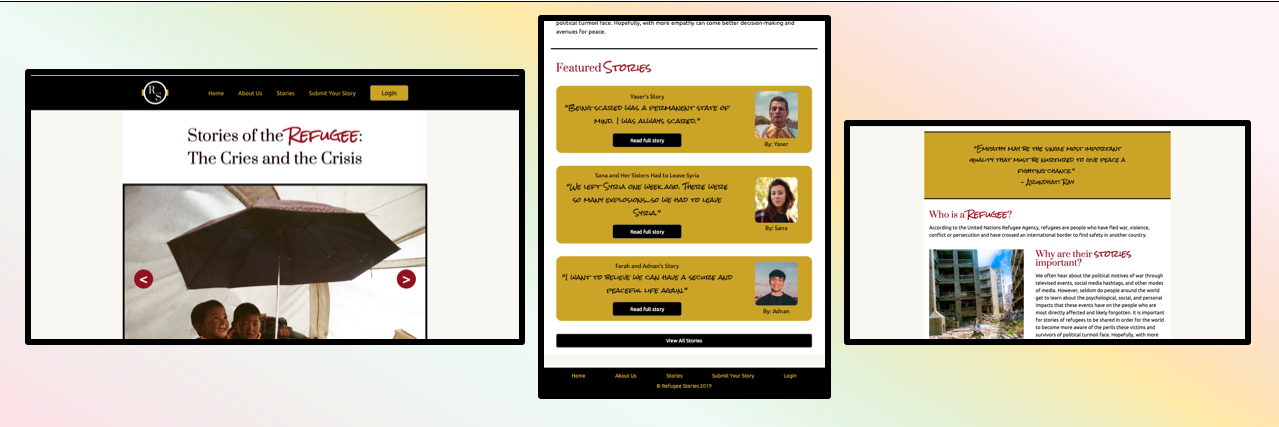 R S
Home About Us Stories Submit Your Story Login
Stories of the REFUGEE:
The Cries and the Crisis
< >
political turmoil face. Hopefully, with more empathy can come better decision-making and
avenues for peace.
Featured STORIES
Yaser's Story
"BEING SCARED WAS A PERMANENT STATE OF
MIND. I WAS ALWAYS SCARED."
Read full story
By: Yaser
Sana and Her Sisters Had to Leave Syria
"WE LEFT SYRIA ONE WEEK AGO. THERE WERE
SO MANY EXPLOSIONS...SO WE HAD TO LEAVE
SYRIA."
Read full story
By: Sana
Farah and Adnan's Story
"I WANT TO BELIEVE WE CAN HAVE A SECURE AND
PEACEFUL LIFE AGAIN."
Read full story
By: Adnan
View All Stories
Home About Us Stories Submit Your Story Login
© Refugee Stories 2019
"EMPATHY MAY BE THE SINGLE MOST IMPORTANT
QUALITY THAT MUST BE NURTURED TO GIVE PEACE A
FIGHTING CHANCE."
- ARUNDHATI RAY
Who is a REFUGEE?
According to the United Nations Refugee Agency, refugees are people who have fled war, violence,
conflict or persecution and have crossed an international border to find safety in another country.
Why are their STORIES
important?
We often hear about the political motives of war through
televised events, social media hashtags, and other modes
of media. However, seldom do people around the world
get to learn about the psychological, social, and personal
impacts that these events have on the people who are
most directly affected and likely forgotten. It is important
for stories of refugees to be shared in order for the world
to become more aware of the perils these victims and
survivors of political turmoil face. Hopefully, with more